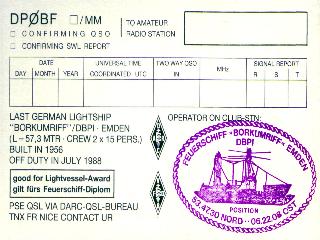 DPØBF □/MM
TO AMATEUR
RADIO STATION
□ CONFIRMING QSO
□ CONFIRMING SWL REPORT
DATE UNIVERSAL TIME TWO WAY QSO MHz SIGNAL REPORT
DAY MONTH YEAR COORDINATED UTC IN R S T
LAST GERMAN LIGHTSHIP
"BORKUMRIFF"/DBPI · EMDEN
(L – 57,3 MTR · CREW 2 x 15 PERS.)
BUILT IN 1956
OFF DUTY IN JULY 1988
good for Lightvessel-Award
gilt fürs Feuerschiff-Diplom
PSE QSL VIA DARC-QSL-BUREAU
TNX FR NICE CONTACT UR
OPERATOR ON CLUB-STN:
FEUERSCHIFF · BORKUMRIFF · EMDEN
DBPI
POSITION
53.47.30 NORD - 06.22.08 OST